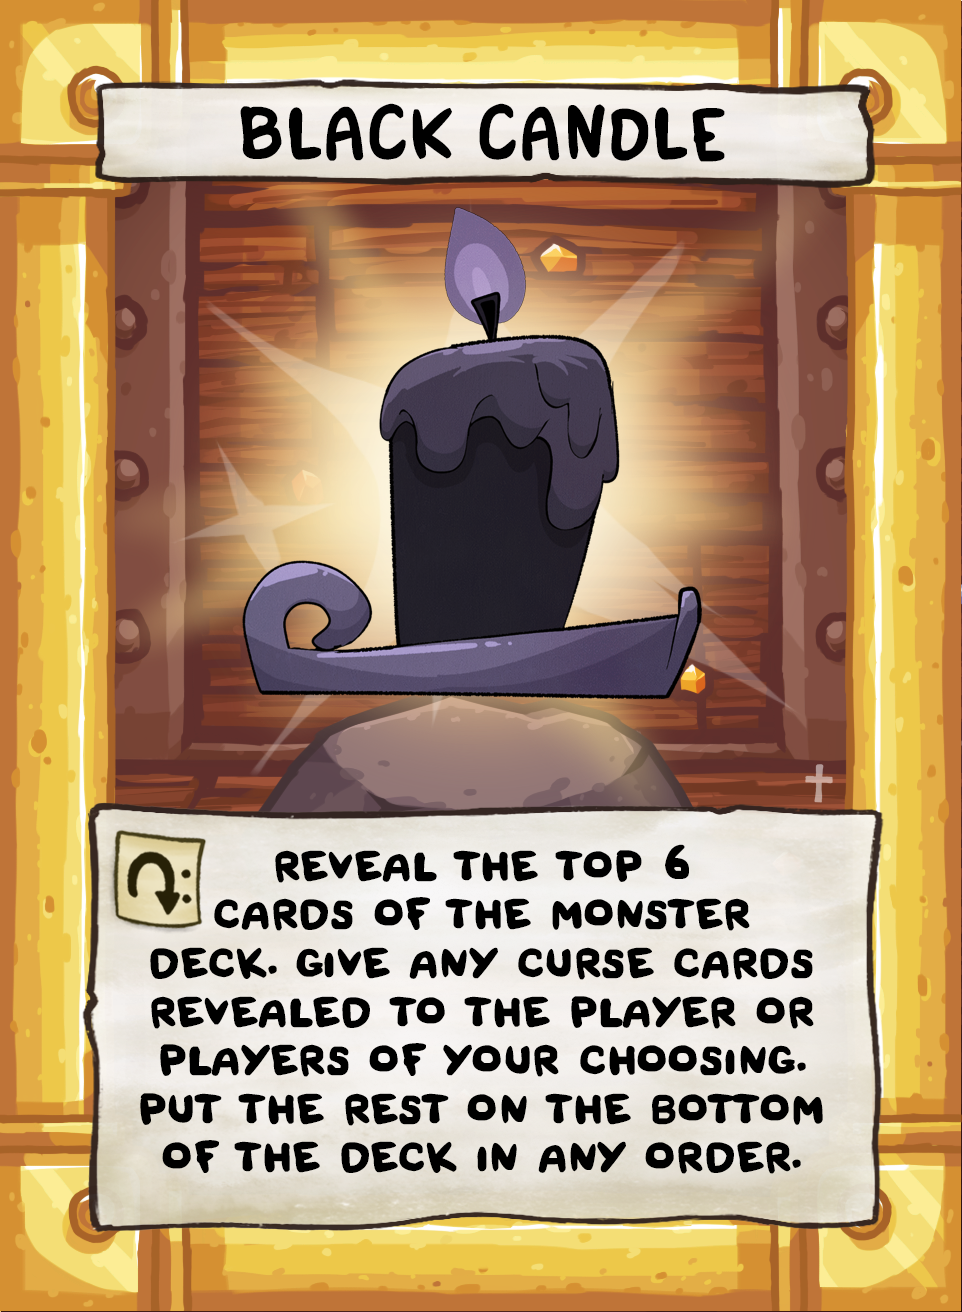 BLACK CANDLE
REVEAL THE TOP 6
CARDS OF THE MONSTER
DECK. GIVE ANY CURSE CARDS
REVEALED TO THE PLAYER OR
PLAYERS OF YOUR CHOOSING.
PUT THE REST ON THE BOTTOM
OF THE DECK IN ANY ORDER.